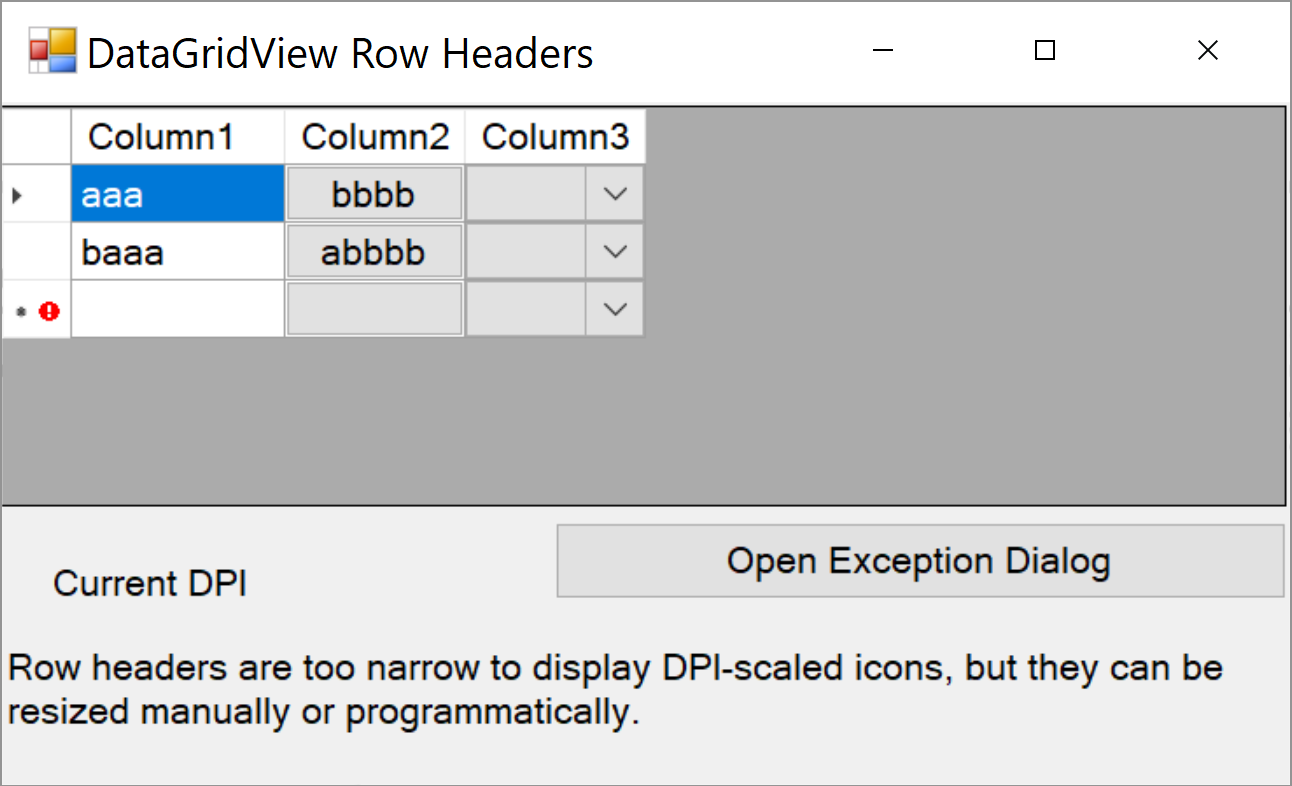 DataGridView Row Headers
Column1 Column2 Column3
aaa bbbb
baaa abbbb
Open Exception Dialog
Current DPI
Row headers are too narrow to display DPI-scaled icons, but they can be
resized manually or programmatically.